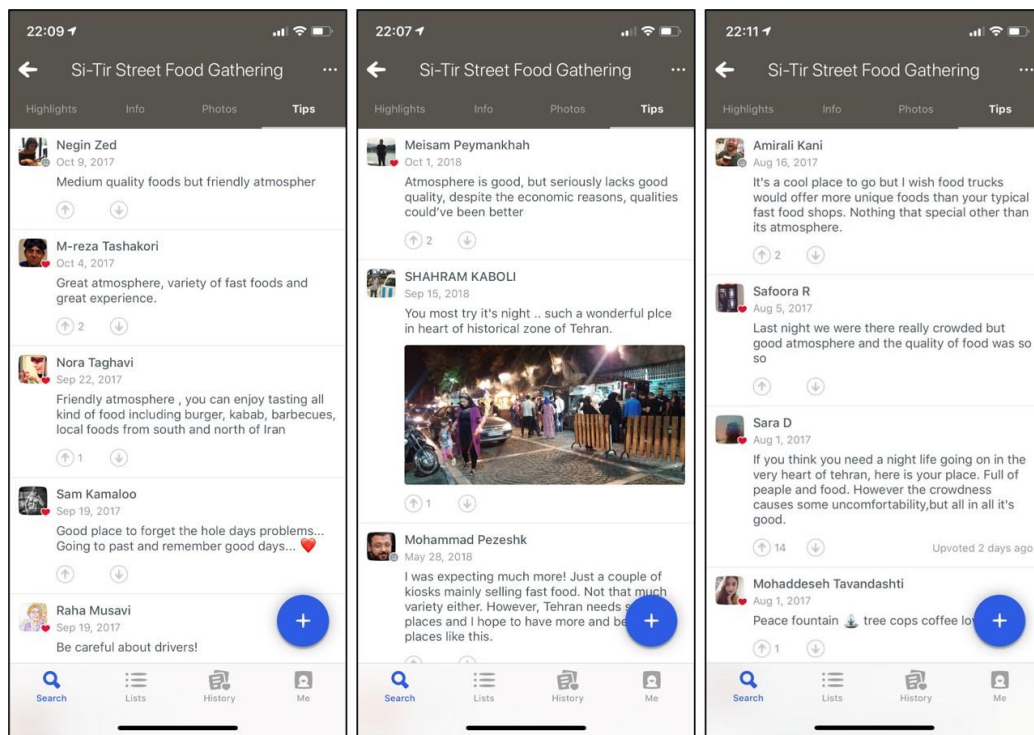 22:09
Si-Tir Street Food Gathering
Highlights
Info
Photos
Tips
Negin Zed
Oct 9, 2017
Medium quality foods but friendly atmospher
M-reza Tashakori
Oct 4, 2017
Great atmosphere, variety of fast foods and
great experience.
2
Nora Taghavi
Sep 22, 2017
Friendly atmosphere , you can enjoy tasting all
kind of food including burger, kabab, barbecues,
local foods from south and north of Iran
1
Sam Kamaloo
Sep 19, 2017
Good place to forget the hole days problems...
Going to past and remember good days... ❤️
Raha Musavi
Sep 19, 2017
Be careful about drivers!
Search
Lists
History
Me
22:07
Si-Tir Street Food Gathering
Highlights
Info
Photos
Tips
Meisam Peymankhah
Oct 1, 2018
Atmosphere is good, but seriously lacks good
quality, despite the economic reasons, qualities
could've been better
2
SHAHRAM KABOLI
Sep 15, 2018
You most try it's night .. such a wonderful plce
in heart of historical zone of Tehran.
1
Mohammad Pezeshk
May 28, 2018
I was expecting much more! Just a couple of
kiosks mainly selling fast food. Not that much
variety either. However, Tehran needs
places and I hope to have more and
places like this.
Search
Lists
History
Me
22:11
Si-Tir Street Food Gathering
Highlights
Info
Photos
Tips
Amirali Kani
Aug 16, 2017
It's a cool place to go but I wish food trucks
would offer more unique foods than your typical
fast food shops. Nothing that special other than
its atmosphere.
2
Safoora R
Aug 5, 2017
Last night we were there really crowded but
good atmosphere and the quality of food was so
so
Sara D
Aug 1, 2017
If you think you need a night life going on in the
very heart of tehran, here is your place. Full of
peaple and food. However the crowdness
causes some uncomfortability,but all in all it's
good.
14
Upvoted 2 days ago
Mohaddeseh Tavandashti
Aug 1, 2017
Peace fountain ⛲ tree cops coffee
1
Search
Lists
History
Me